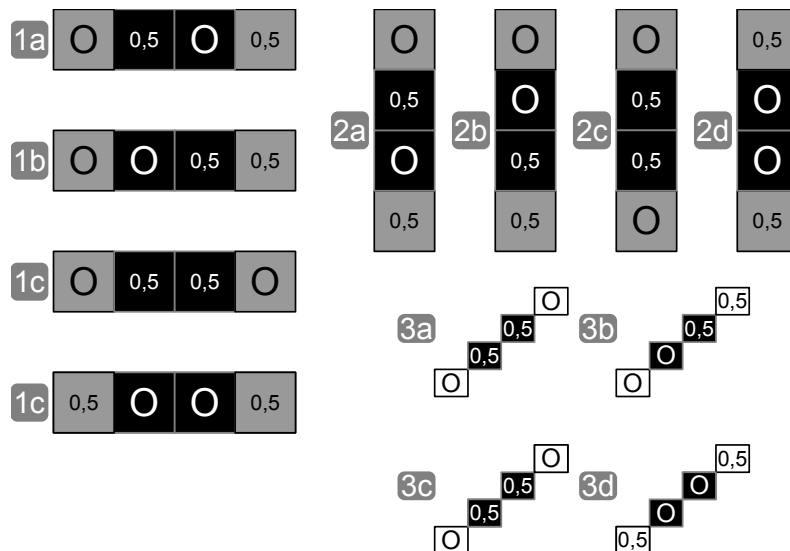 1a O 0,5 O 0,5
1b O O 0,5 0,5
1c O 0,5 0,5 O
1c 0,5 O O 0,5
2a O 0,5 O 0,5
2b O O 0,5 0,5
2c O 0,5 0,5 O
2d 0,5 O O 0,5
3a O 0,5 0,5 O
3b 0,5 0,5 O O
3c O 0,5 0,5 O
3d 0,5 O O 0,5